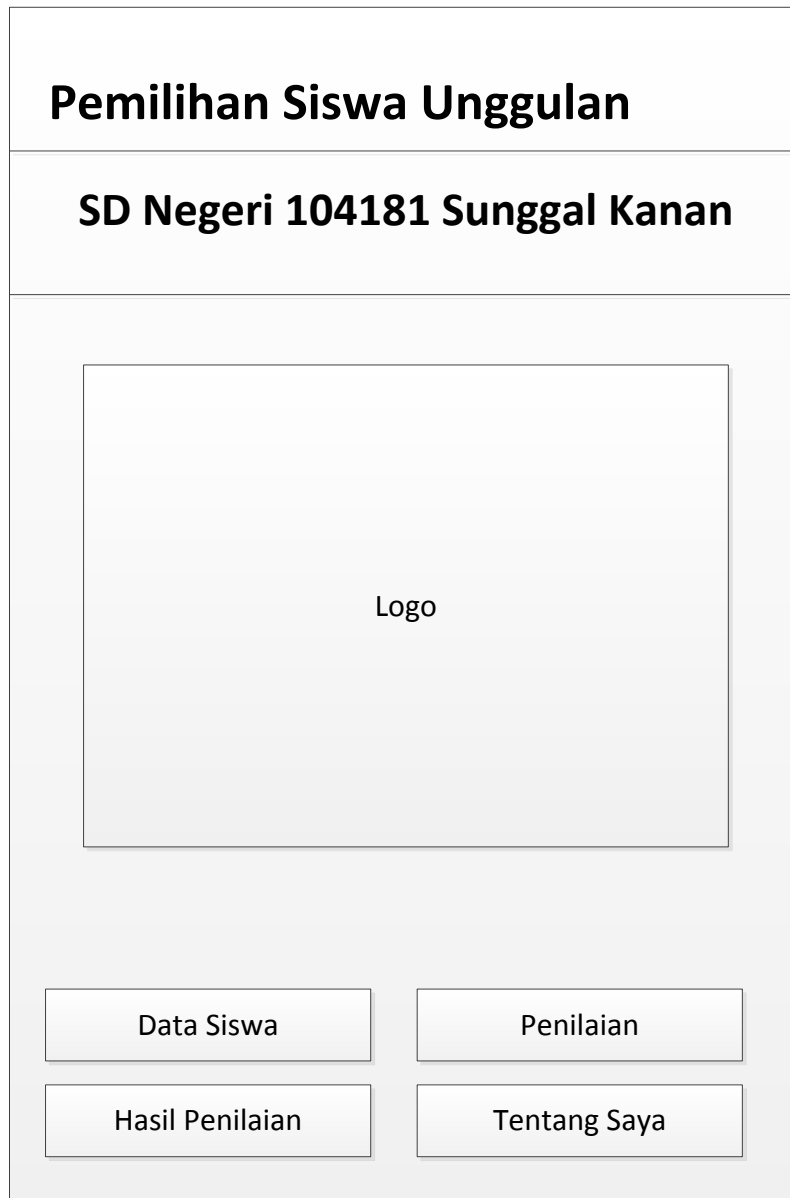 Pemilihan Siswa Unggulan
SD Negeri 104181 Sunggal Kanan
Logo
Data Siswa
Penilaian
Hasil Penilaian
Tentang Saya